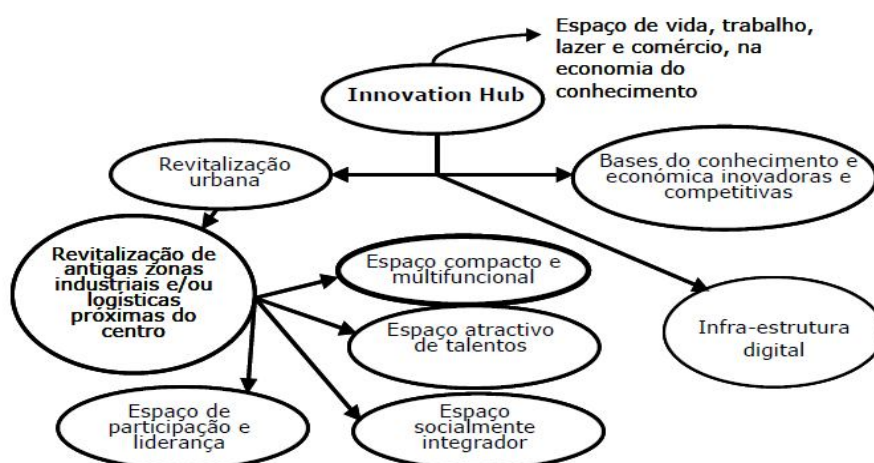 Espaço de vida, trabalho,
lazer e comércio, na
economia do
conhecimento
Innovation Hub
Revitalização
urbana
Bases do conhecimento e
económica inovadoras e
competitivas
Revitalização de
antigas zonas
industriais e/ou
logísticas
próximas do
centro
Espaço compacto e
multifuncional
Espaço atractivo
de talentos
Infra-estrutura
digital
Espaço de
participação e
liderança
Espaço
socialmente
integrador